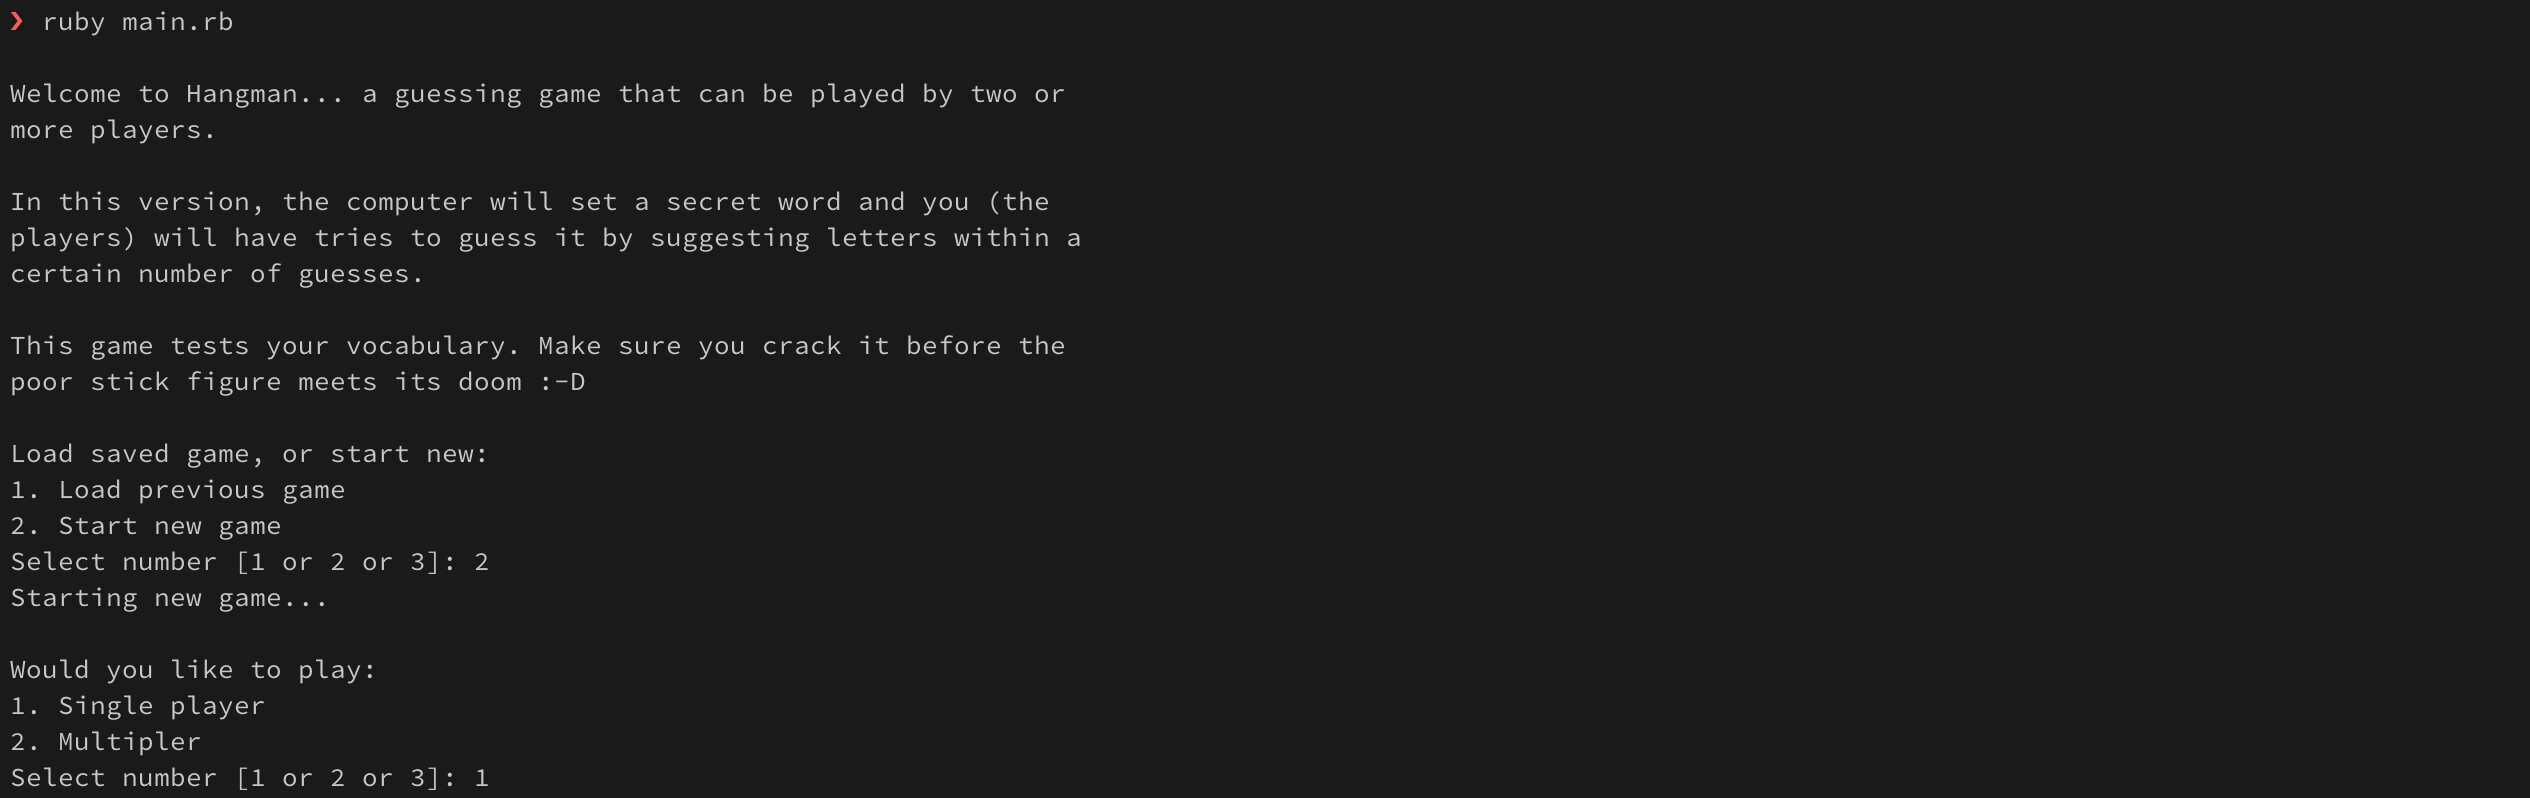 ❯ ruby main.rb
Welcome to Hangman... a guessing game that can be played by two or
more players.
In this version, the computer will set a secret word and you (the
players) will have tries to guess it by suggesting letters within a
certain number of guesses.
This game tests your vocabulary. Make sure you crack it before the
poor stick figure meets its doom :-D
Load saved game, or start new:
1. Load previous game
2. Start new game
Select number [1 or 2 or 3]: 2
Starting new game...
Would you like to play:
1. Single player
2. Multipler
Select number [1 or 2 or 3]: 1